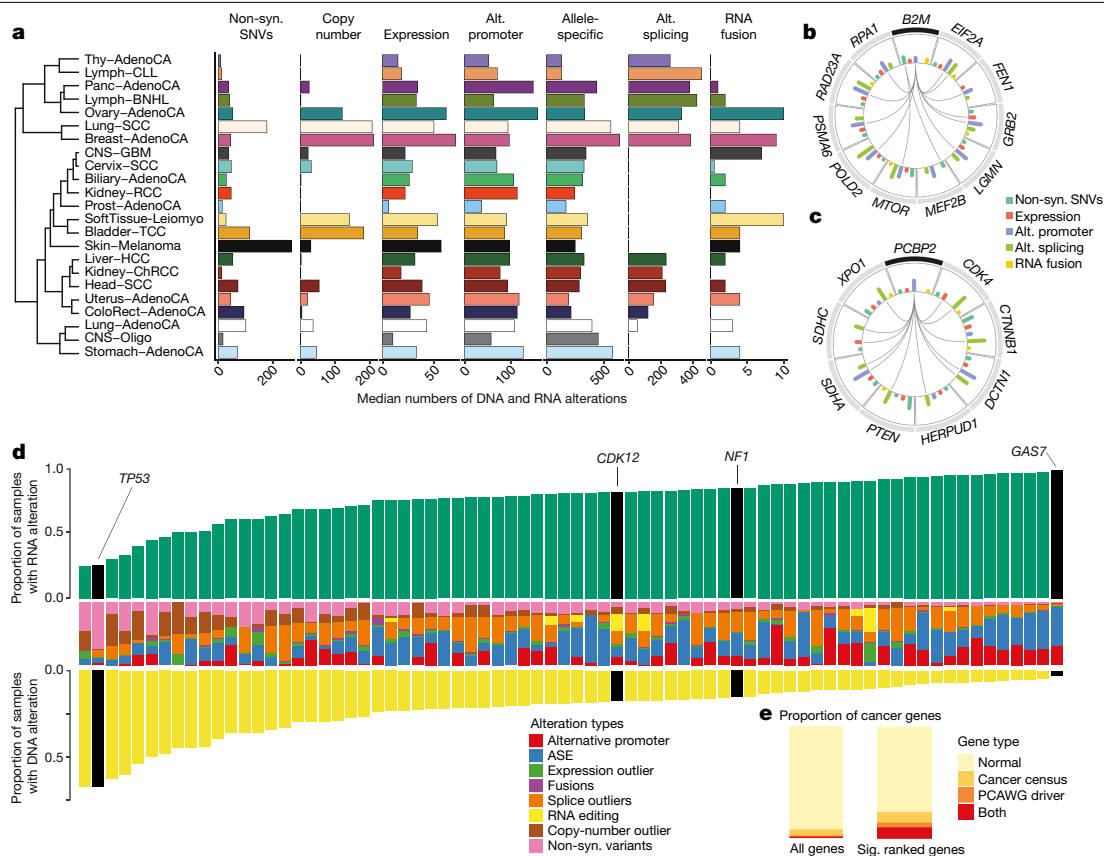 a
Non-syn. SNVs
Copy number
Expression
Alt. promoter
Allele-specific
Alt. splicing
RNA fusion
Thy–AdenoCA
Lymph–CLL
Panc–AdenoCA
Lymph–BNHL
Ovary–AdenoCA
Lung–SCC
Breast–AdenoCA
CNS–GBM
Cervix–SCC
Biliary–AdenoCA
Kidney–RCC
Prost–AdenoCA
SoftTissue-Leiomyo
Bladder–TCC
Skin–Melanoma
Liver–HCC
Kidney–ChRCC
Head–SCC
Uterus–AdenoCA
ColoRect–AdenoCA
Lung–AdenoCA
CNS–Oligo
Stomach–AdenoCA
0 200
0 100 200
0 50
0 100
0 500
0 200 400
0 5 10
Median numbers of DNA and RNA alterations
b
B2M
EIF2A
FEN1
GRB2
LGMN
MEF2B
MTOR
POLD2
PSMA6
RAD23A
RPA1
Non-syn. SNVs
Expression
Alt. promoter
Alt. splicing
RNA fusion
c
PCBP2
CDK4
CTNNB1
DCTN1
HERPUD1
PTEN
SDHA
SDHC
XPO1
d
Proportion of samples
with RNA alteration
1.0
0.5
0.0
TP53
CDK12
NF1
GAS7
Proportion of samples
with DNA alteration
0.0
0.5
Alteration types
Alternative promoter
ASE
Expression outlier
Fusions
Splice outliers
RNA editing
Copy-number outlier
Non-syn. variants
e
Proportion of cancer genes
All genes
Sig. ranked genes
Gene type
Normal
Cancer census
PCAWG driver
Both